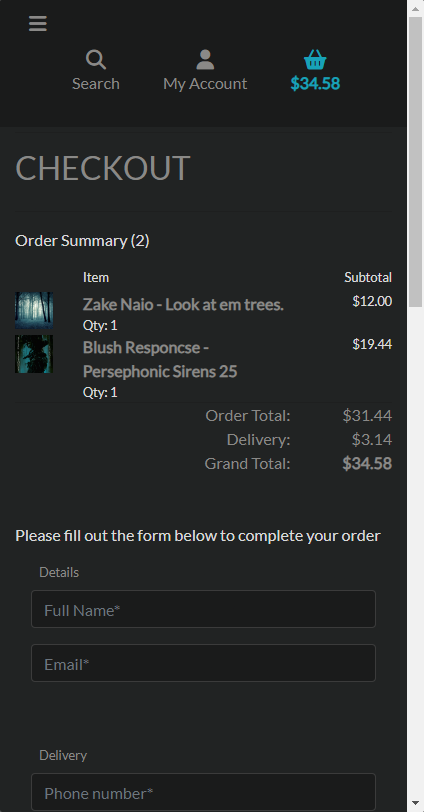 Search My Account $34.58
CHECKOUT
Order Summary (2)
Item Subtotal
Zake Naio - Look at em trees. $12.00
Qty: 1
Blush Responcse - $19.44
Persephonic Sirens 25
Qty: 1
Order Total: $31.44
Delivery: $3.14
Grand Total: $34.58
Please fill out the form below to complete your order
Details
Full Name*
Email*
Delivery
Phone number*